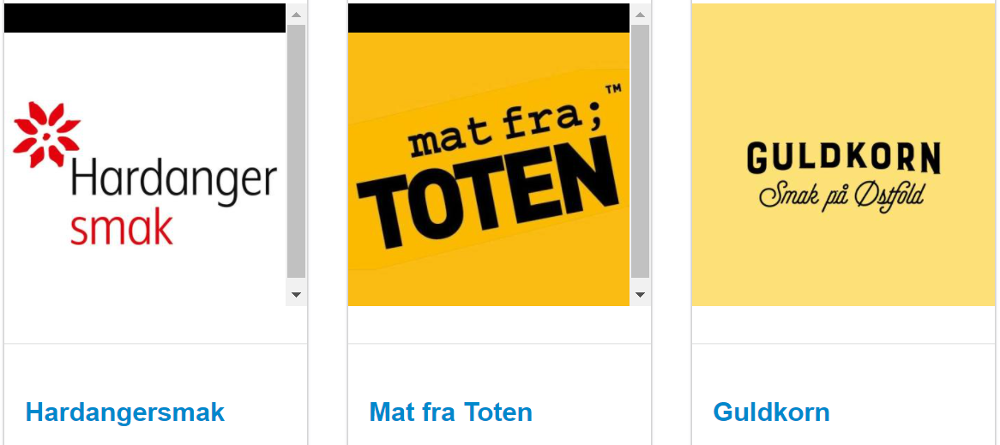 Hardanger
smak
mat fra;™
TOTEN
GULDKORN
Smak på Østfold
Hardangersmak
Mat fra Toten
Guldkorn